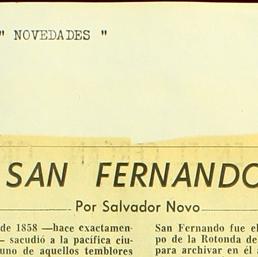 " NOVEDADES "
SAN FERNANDO
Por Salvador Novo
de 1858 —hace exactamen-
— sacudió a la pacífica ciu-
uno de aquellos temblores
San Fernando fue el
po de la Rotonda de
para archivar en él a